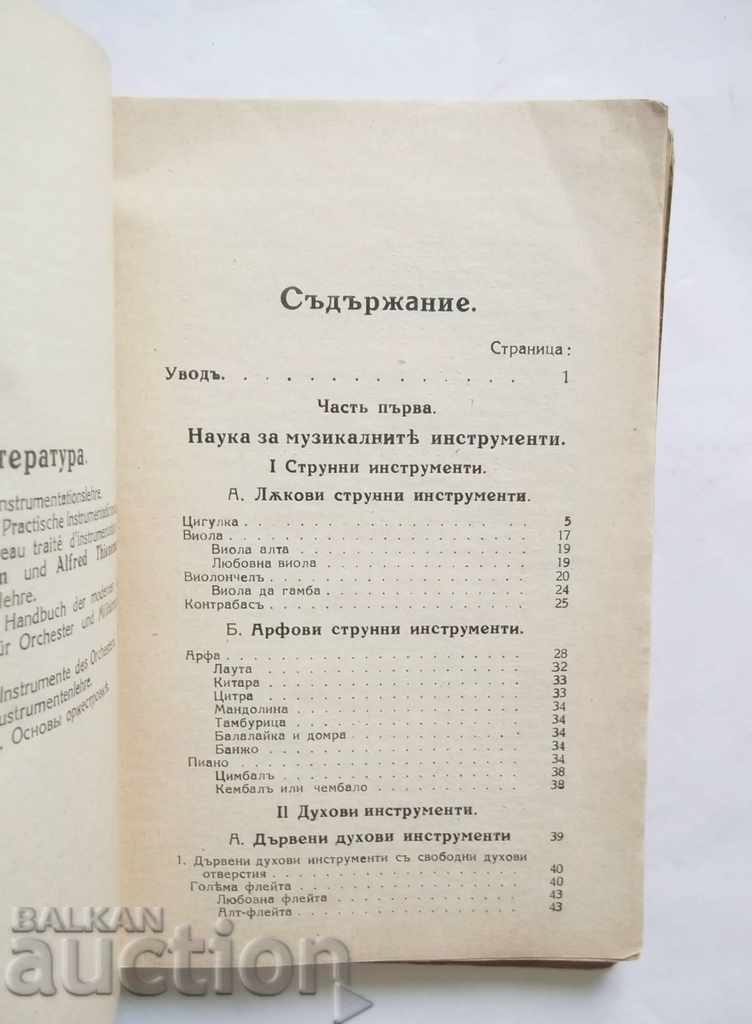 тература.
nstrumentationslehre.
Practische Instrumentationslehre
eau traité d'instrumentation
n und Alfred
lehre.
Handbuch der modernen
ür Orchester und
Instrumente des Orchesters
ustrumentenlehre.
Основы оркестровкѣ.
Съдържание.
Страница:
Уводъ. . . . . . . . . . . . . . . 1
Часть първа.
Наука за музикалнитѣ инструменти.
I Струнни инструменти.
А. Лѫкови струнни инструменти.
Цигулка . . . . . . . . . . . . . . 5
Виола . . . . . . . . . . . . . . 17
Виола алта . . . . . . . . . . . . 19
Любовна виола . . . . . . . . . . 19
Виолончелъ . . . . . . . . . . . . 20
Виола да гамба . . . . . . . . . . 24
Контрабасъ . . . . . . . . . . . . 25
Б. Арфови струнни инструменти.
Арфа . . . . . . . . . . . . . . 28
Лаута . . . . . . . . . . . . . 32
Китара . . . . . . . . . . . . . 33
Цитра . . . . . . . . . . . . . 33
Мандолина . . . . . . . . . . . . 34
Тамбурица . . . . . . . . . . . . 34
Балалайка и домра . . . . . . . . . 34
Банжо . . . . . . . . . . . . . 34
Пиано . . . . . . . . . . . . . . 34
Цимбалъ . . . . . . . . . . . . 38
Кембалъ или чембало . . . . . . . . 38
II Духови инструменти.
А. Дървени духови инструменти 39
1. Дървени духови инструменти съ свободни духови
отверстия . . . . . . . . . . . . 40
Голѣма флейта . . . . . . . . . . . 40
Любовна флейта . . . . . . . . . . 43
Алт-флейта . . . . . . . . . . . . 43
BALKAN
auction